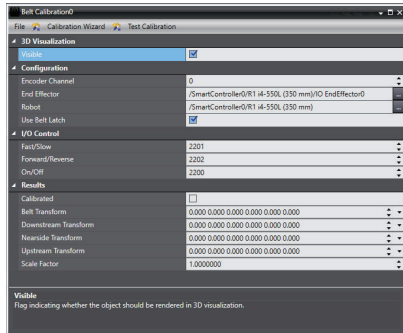 Belt Calibration0
File Calibration Wizard Test Calibration
3D Visualization
Visible
Configuration
Encoder Channel 0
End Effector /SmartController0/R1 i4-550L (350 mm)/IO EndEffector0
Robot /SmartController0/R1 i4-550L (350 mm)
Use Belt Latch
I/O Control
Fast/Slow 2201
Forward/Reverse 2202
On/Off 2200
Results
Calibrated
Belt Transform 0.000 0.000 0.000 0.000 0.000 0.000
Downstream Transform 0.000 0.000 0.000 0.000 0.000 0.000
Nearside Transform 0.000 0.000 0.000 0.000 0.000 0.000
Upstream Transform 0.000 0.000 0.000 0.000 0.000 0.000
Scale Factor 1.0000000
Visible
Flag indicating whether the object should be rendered in 3D visualization.